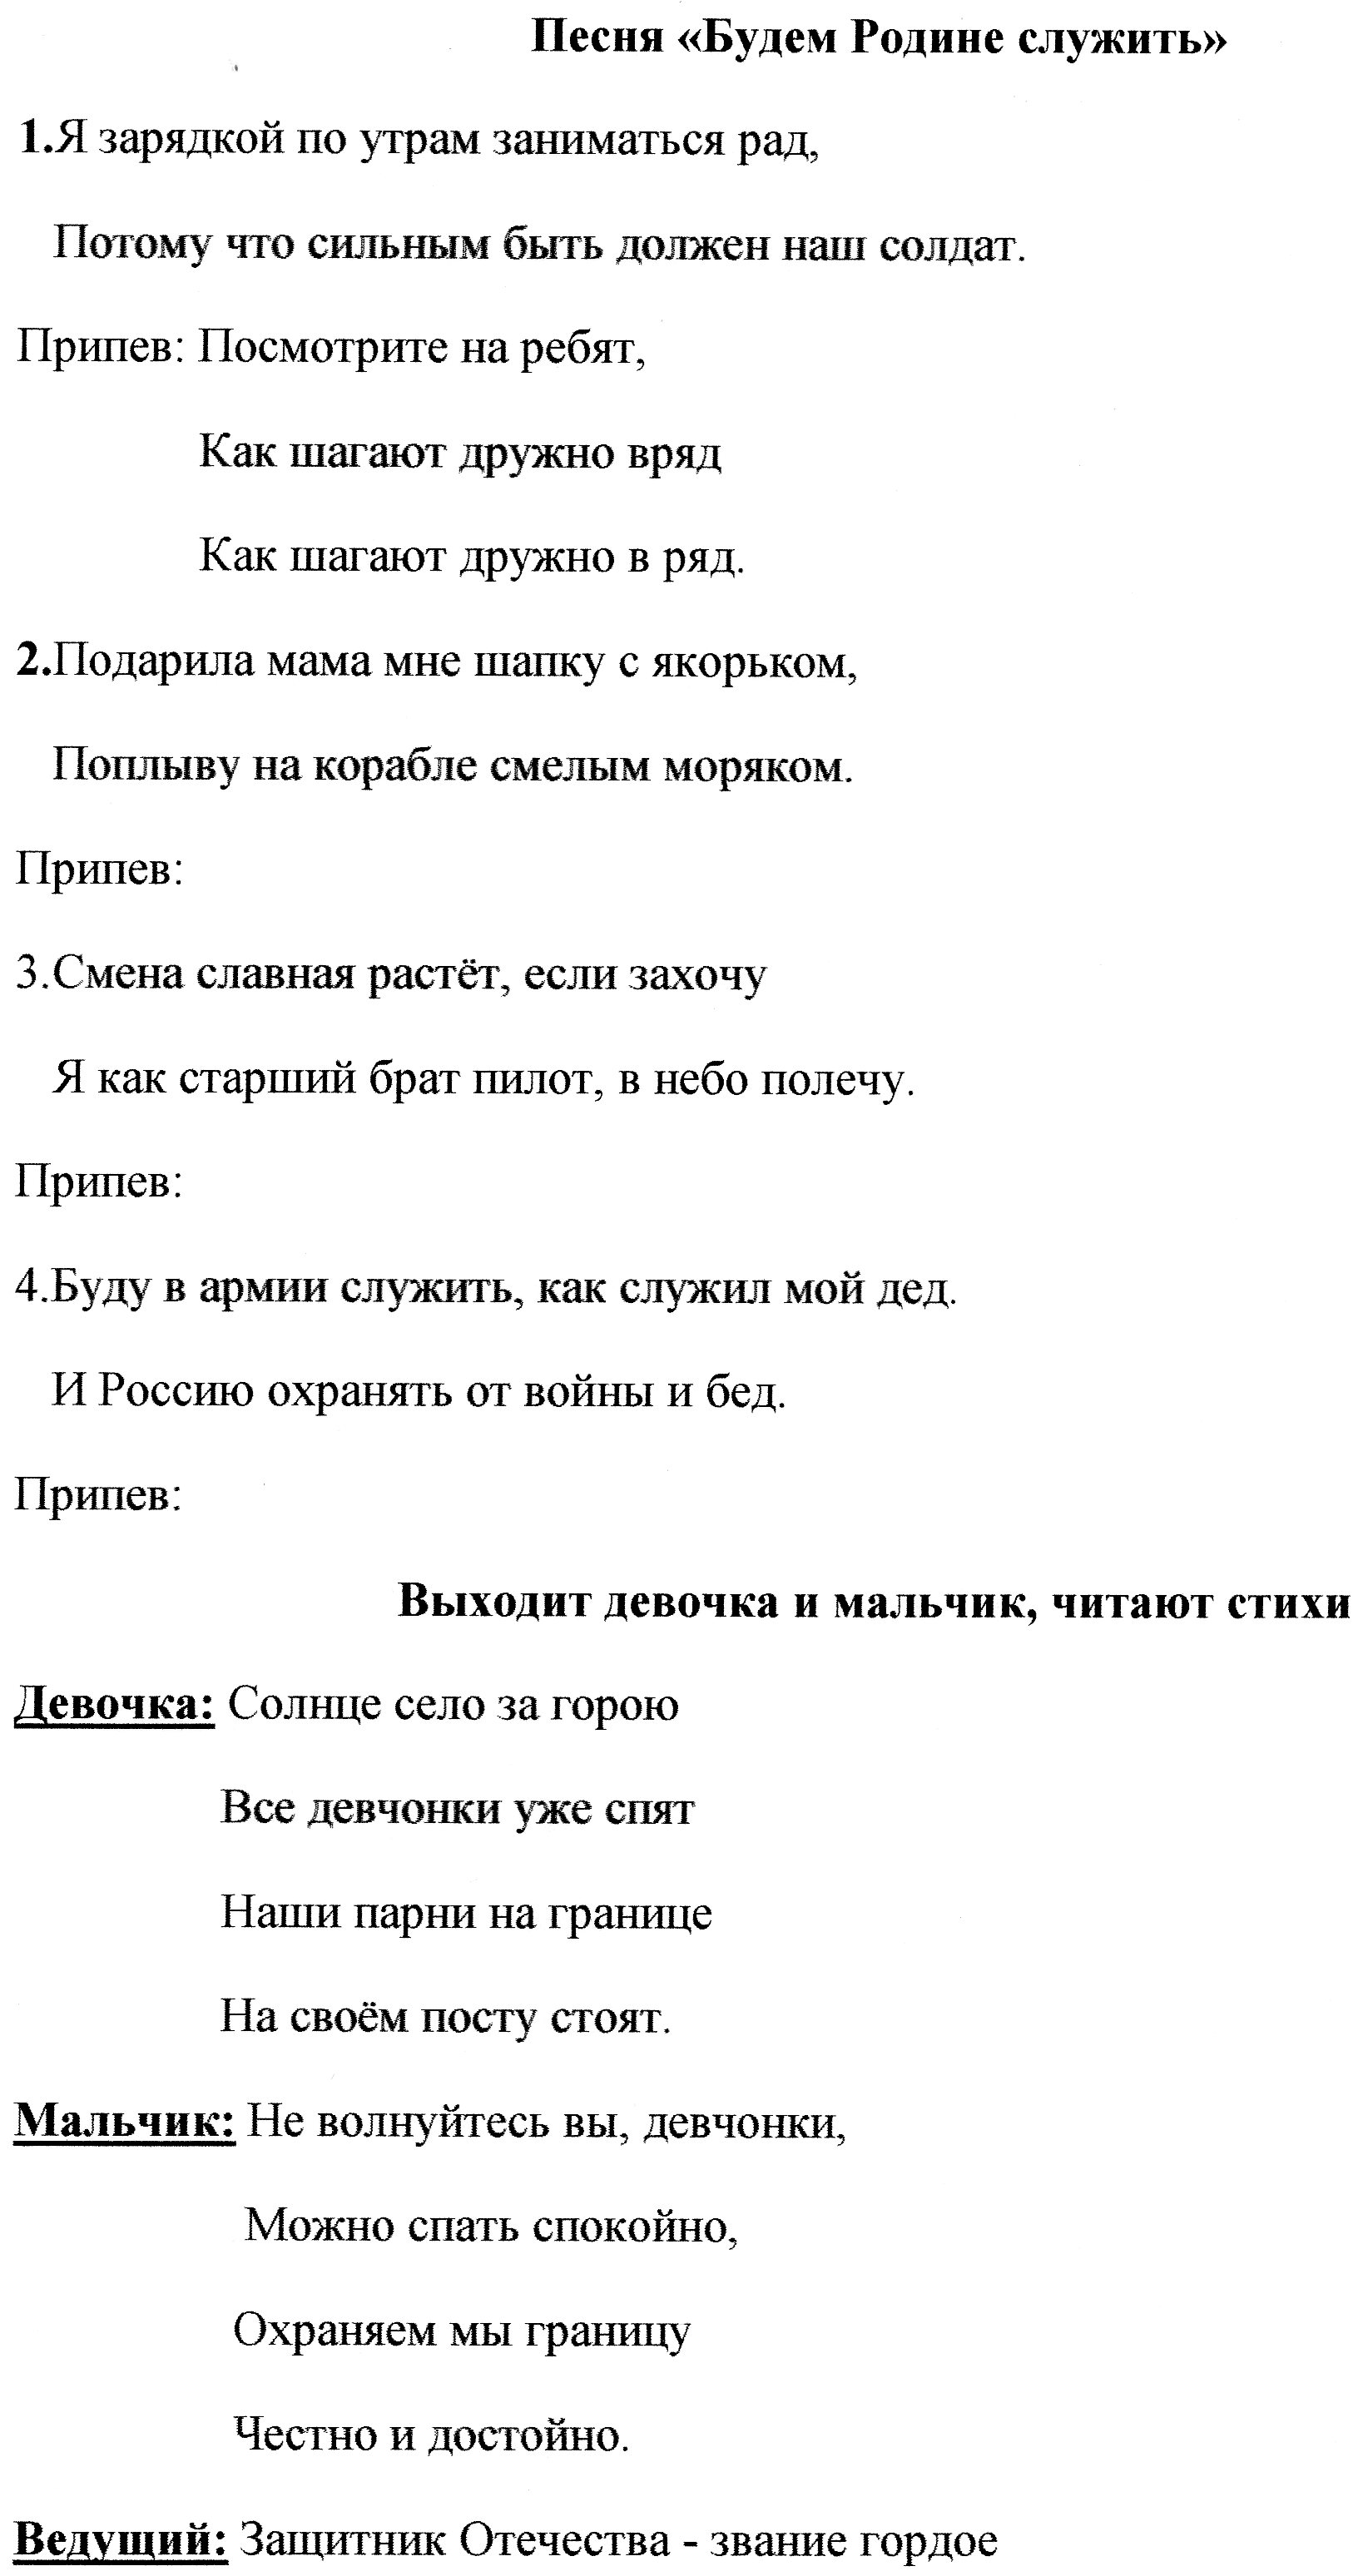 Песня «Будем Родине служить»
1.Я зарядкой по утрам заниматься рад,
Потому что сильным быть должен наш солдат.
Припев: Посмотрите на ребят,
Как шагают дружно вряд
Как шагают дружно в ряд.
2.Подарила мама мне шапку с якорьком,
Поплыву на корабле смелым моряком.
Припев:
3.Смена славная растёт, если захочу
Я как старший брат пилот, в небо полечу.
Припев:
4.Буду в армии служить, как служил мой дед.
И Россию охранять от войны и бед.
Припев:
Выходит девочка и мальчик, читают стихи
Девочка: Солнце село за горою
Все девчонки уже спят
Наши парни на границе
На своём посту стоят.
Мальчик: Не волнуйтесь вы, девчонки,
Можно спать спокойно,
Охраняем мы границу
Честно и достойно.
Ведущий: Защитник Отечества - звание гордое